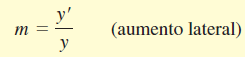 m = y'/y (aumento lateral)